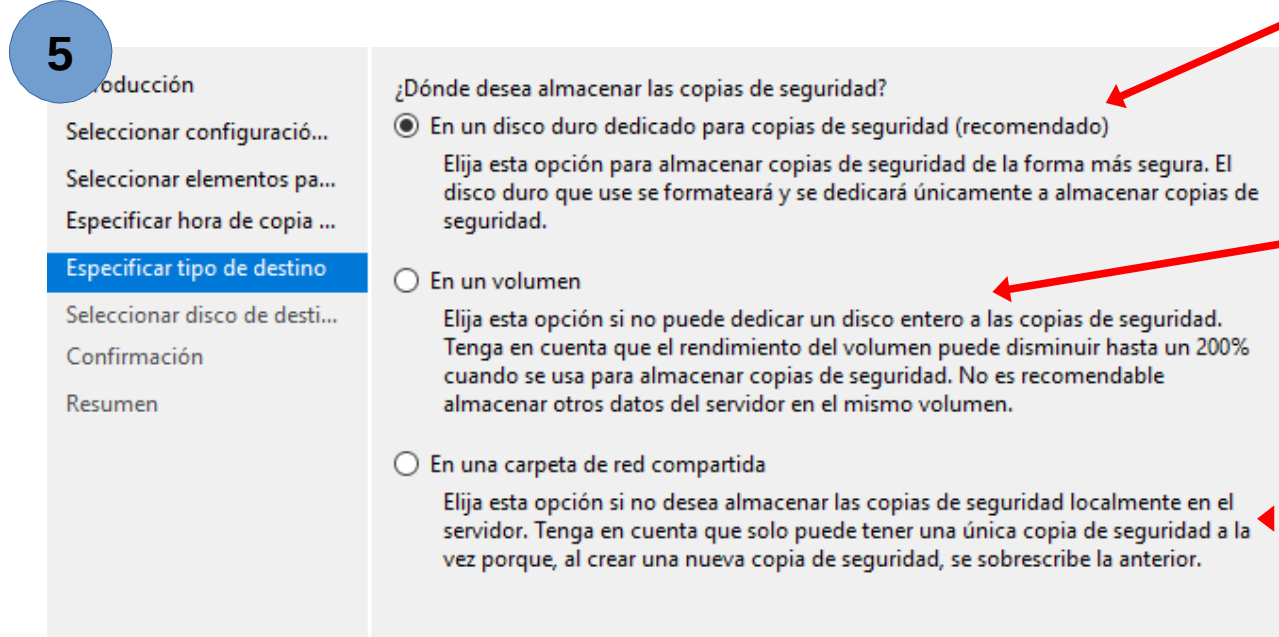 5
roducción
Seleccionar configuració...
Seleccionar elementos pa...
Especificar hora de copia ...
Especificar tipo de destino
Seleccionar disco de desti...
Confirmación
Resumen
¿Dónde desea almacenar las copias de seguridad?
En un disco duro dedicado para copias de seguridad (recomendado)
Elija esta opción para almacenar copias de seguridad de la forma más segura. El
disco duro que use se formateará y se dedicará únicamente a almacenar copias de
seguridad.
En un volumen
Elija esta opción si no puede dedicar un disco entero a las copias de seguridad.
Tenga en cuenta que el rendimiento del volumen puede disminuir hasta un 200%
cuando se usa para almacenar copias de seguridad. No es recomendable
almacenar otros datos del servidor en el mismo volumen.
En una carpeta de red compartida
Elija esta opción si no desea almacenar las copias de seguridad localmente en el
servidor. Tenga en cuenta que solo puede tener una única copia de seguridad a la
vez porque, al crear una nueva copia de seguridad, se sobrescribe la anterior.